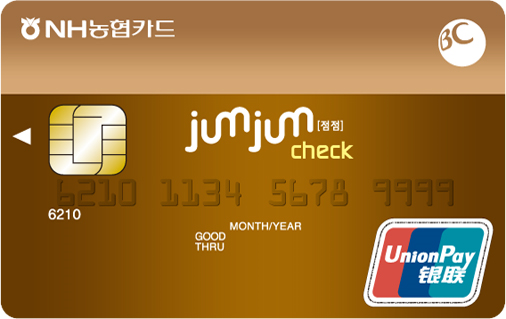 NH농협카드
BC
jumjum [점점]
check
6210 1134 5678 9999
6210
MONTH/YEAR
GOOD
THRU
UnionPay
银联